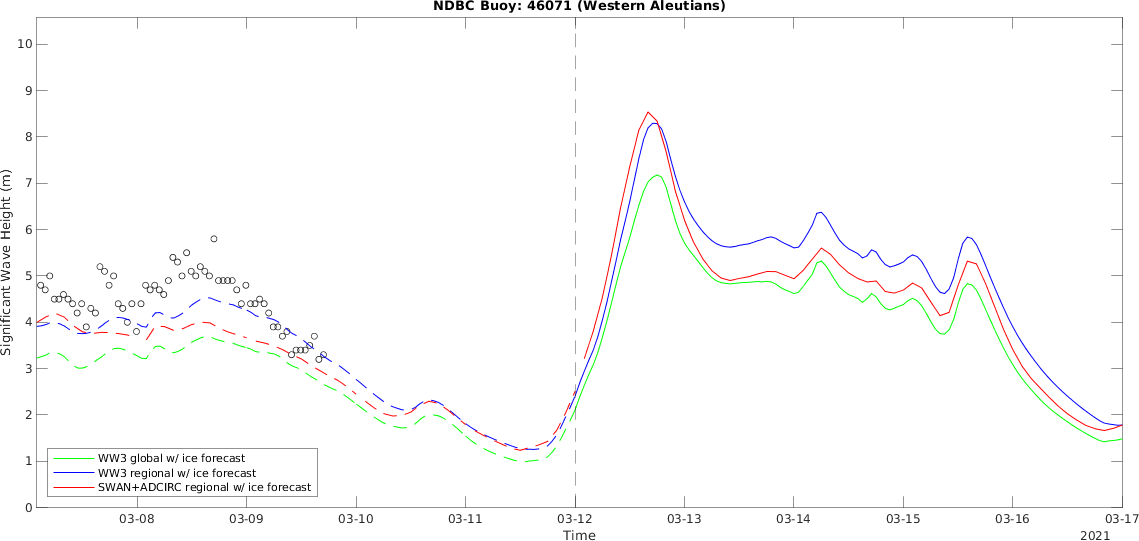 NDBC Buoy: 46071 (Western Aleutians)
Significant Wave Height (m)
10
9
8
7
6
5
4
3
2
1
0
WW3 global w/ ice forecast
WW3 regional w/ ice forecast
SWAN+ADCIRC regional w/ ice forecast
03-08 03-09 03-10 03-11 03-12 03-13 03-14 03-15 03-16 03-17
Time
2021